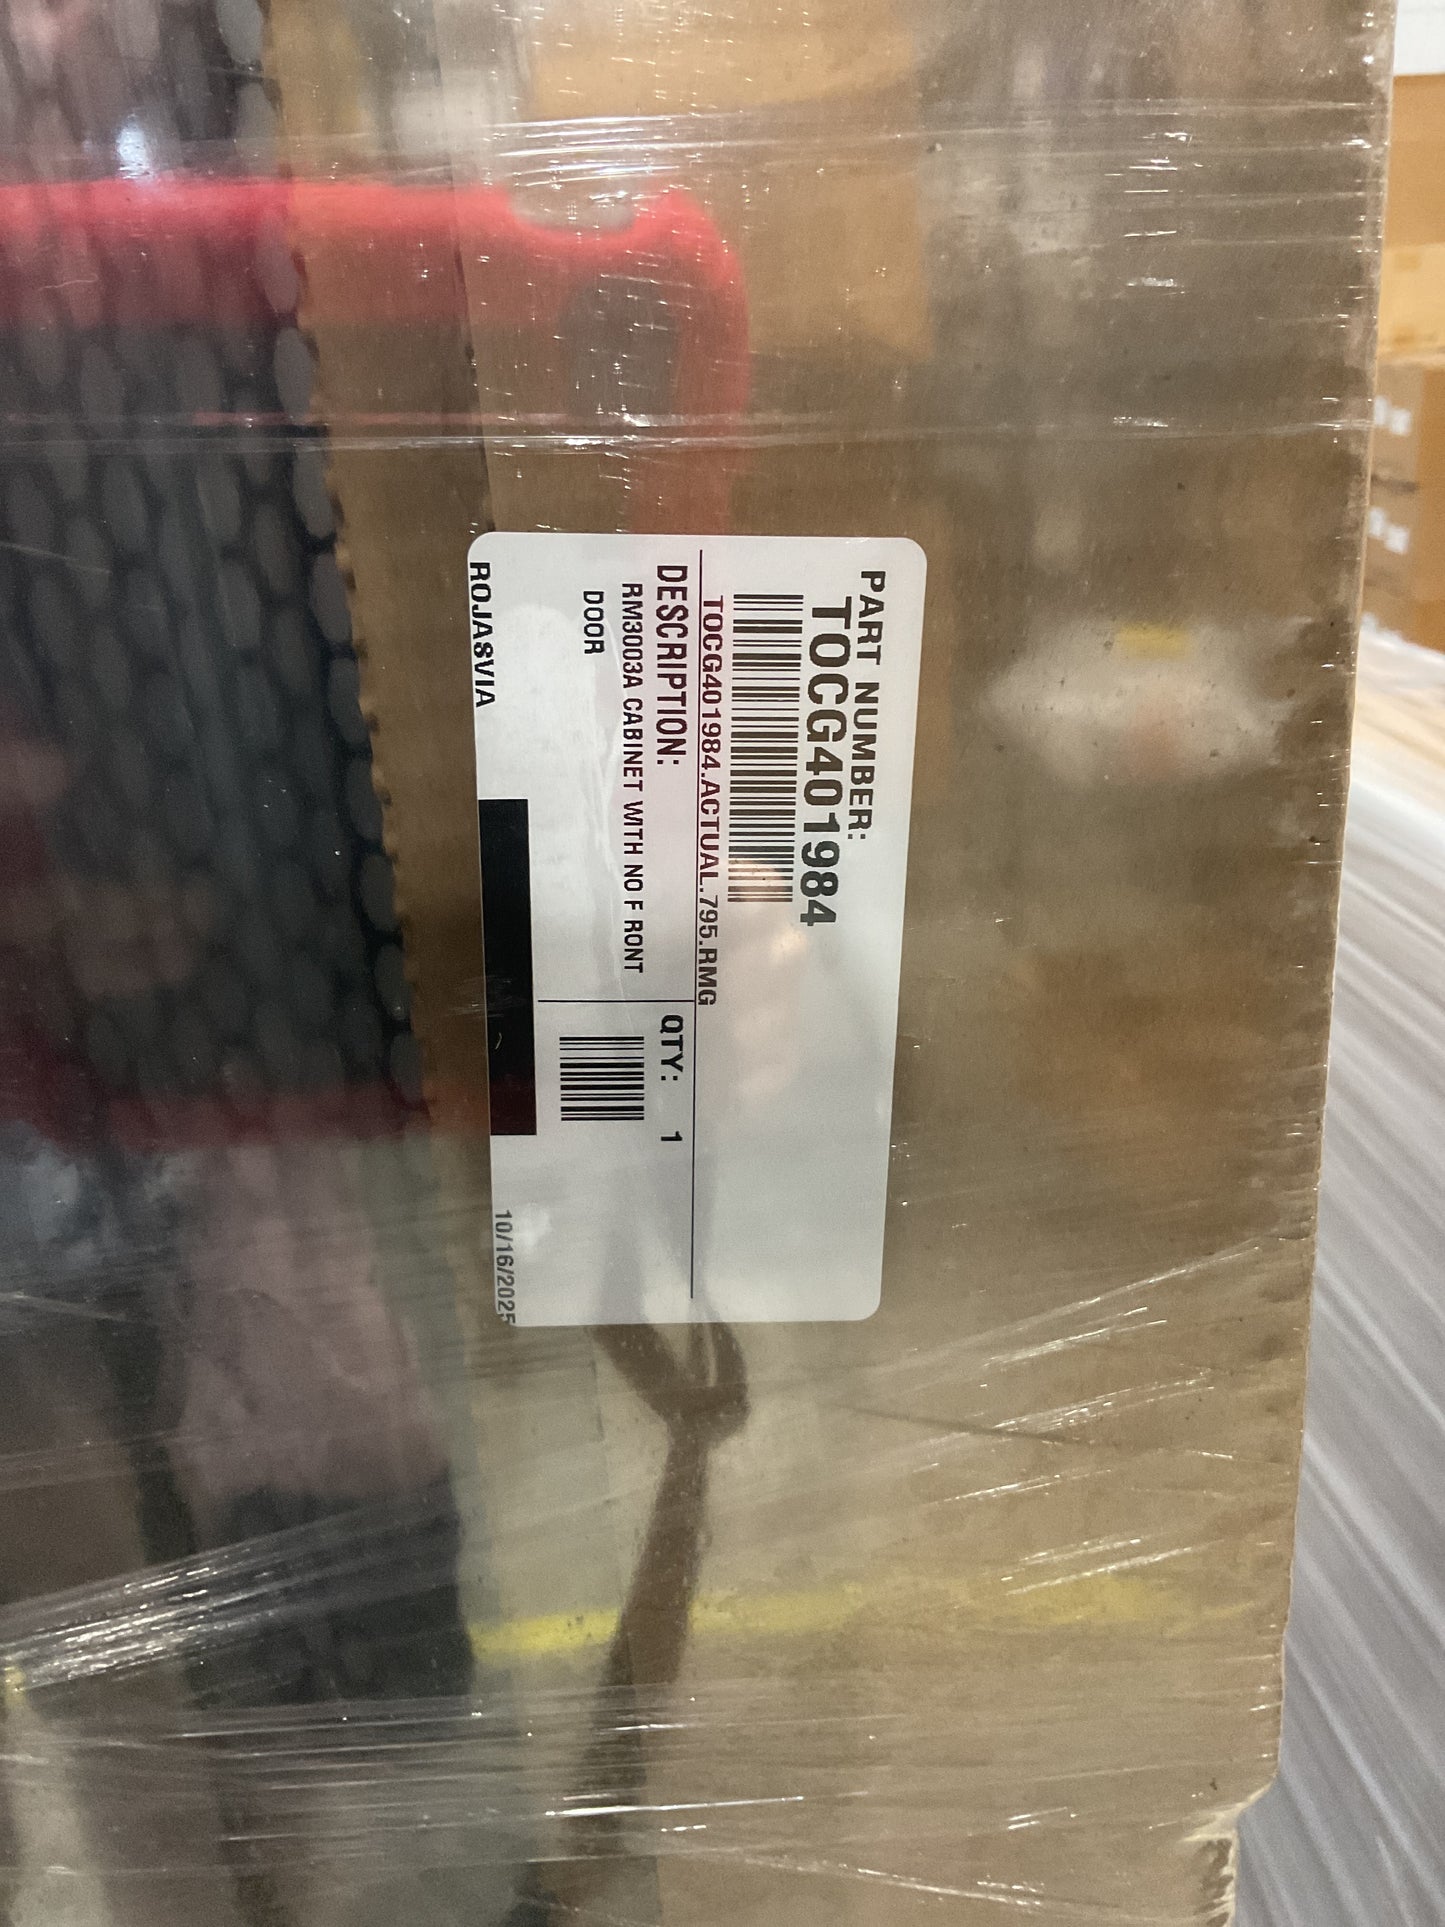 PART NUMBER:
TOCG401984
TOCG401984.ACTUAL.795.RMG
DESCRIPTION:
RM3003A CABINET WITH NO FRONT
DOOR
QTY: 1
ROJASVIA
10/16/2025